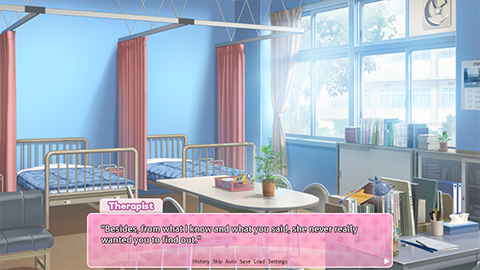 Therapist
"Besides, from what I know and what you said, she never really
wanted you to find out."
History Skip Auto Save Load Settings